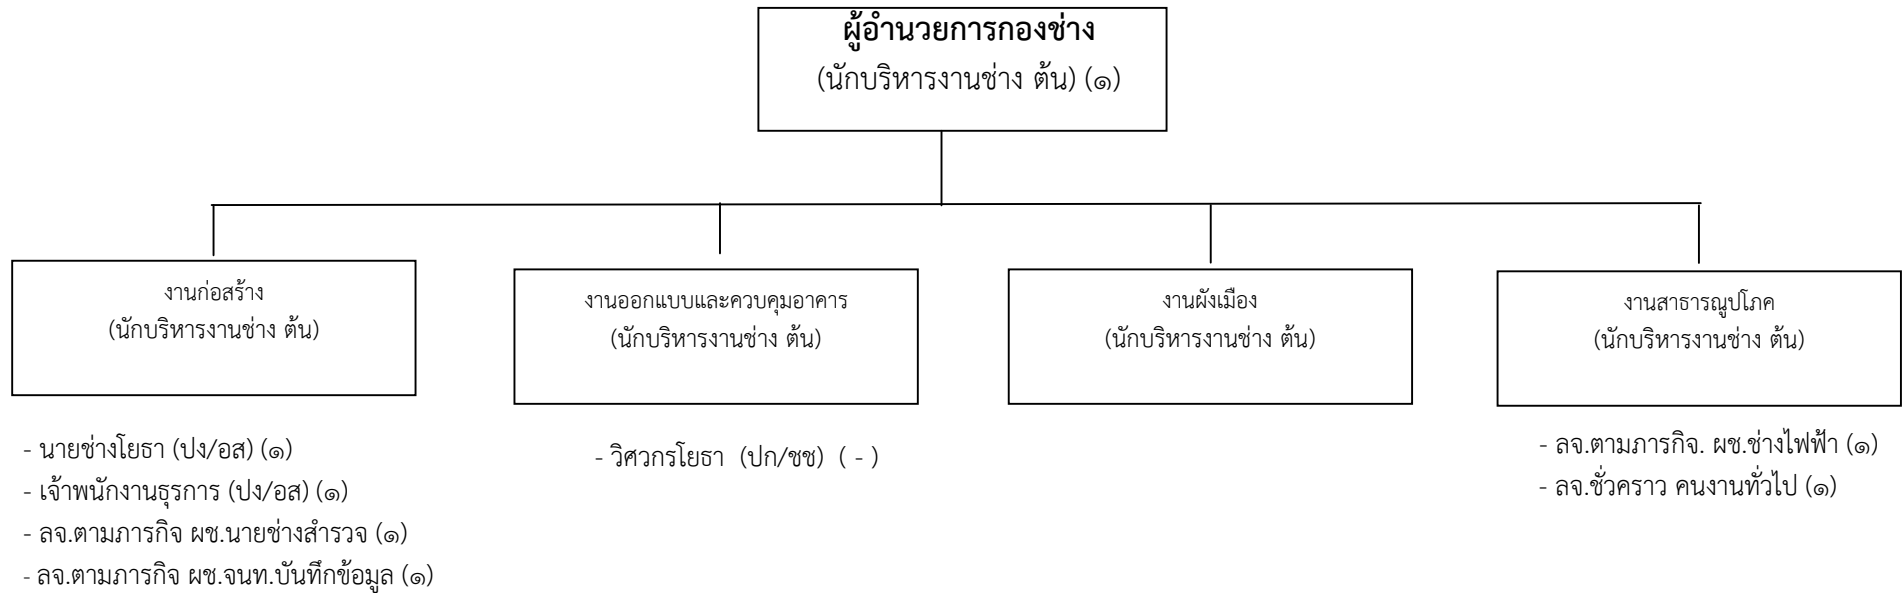 ผู้อำนวยการกองช่าง
(นักบริหารงานช่าง ต้น) (๑)
งานก่อสร้าง
(นักบริหารงานช่าง ต้น)
งานออกแบบและควบคุมอาคาร
(นักบริหารงานช่าง ต้น)
งานผังเมือง
(นักบริหารงานช่าง ต้น)
งานสาธารณูปโภค
(นักบริหารงานช่าง ต้น)
- นายช่างโยธา (ปง/อส) (๑)
- เจ้าพนักงานธุรการ (ปง/อส) (๑)
- ลจ.ตามภารกิจ ผช.นายช่างสำรวจ (๑)
- ลจ.ตามภารกิจ ผช.จนท.บันทึกข้อมูล (๑)
- วิศวกรโยธา (ปก/ชช) ( - )
- ลจ.ตามภารกิจ. ผช.ช่างไฟฟ้า (๑)
- ลจ.ชั่วคราว คนงานทั่วไป (๑)